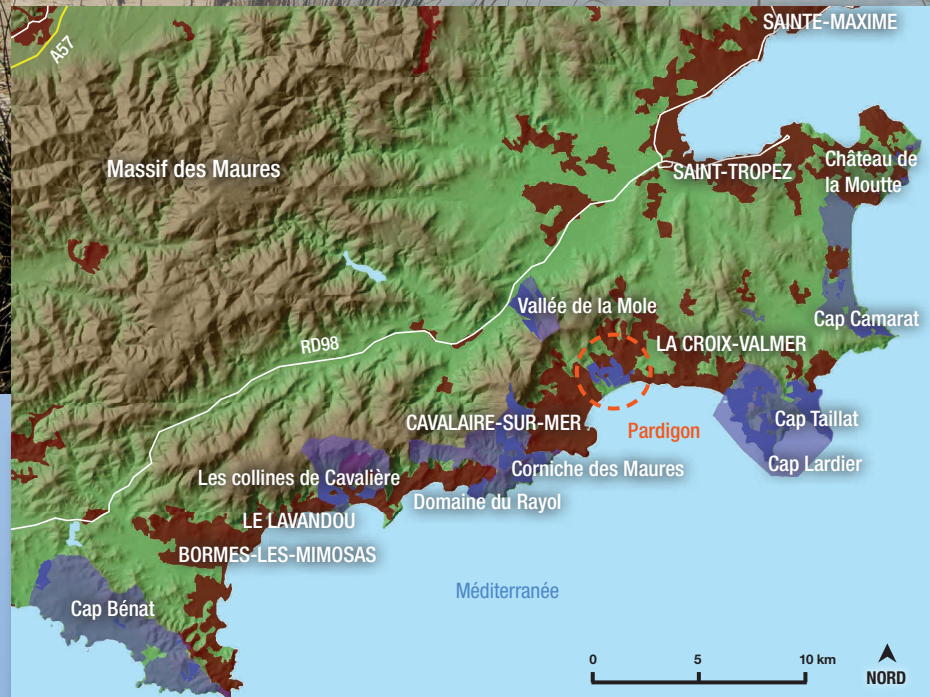 SAINTE-MAXIME
A57
Massif des Maures
Château de
la Moutte
SAINT-TROPEZ
Vallée de la Mole
Cap Camarat
RD98
LA CROIX-VALMER
CAVALAIRE-SUR-MER
Pardigon
Cap Taillat
Les collines de Cavalière
Corniche des Maures
Cap Lardier
Domaine du Rayol
LE LAVANDOU
BORMES-LES-MIMOSAS
Méditerranée
Cap Bénat
0 5 10 km
NORD